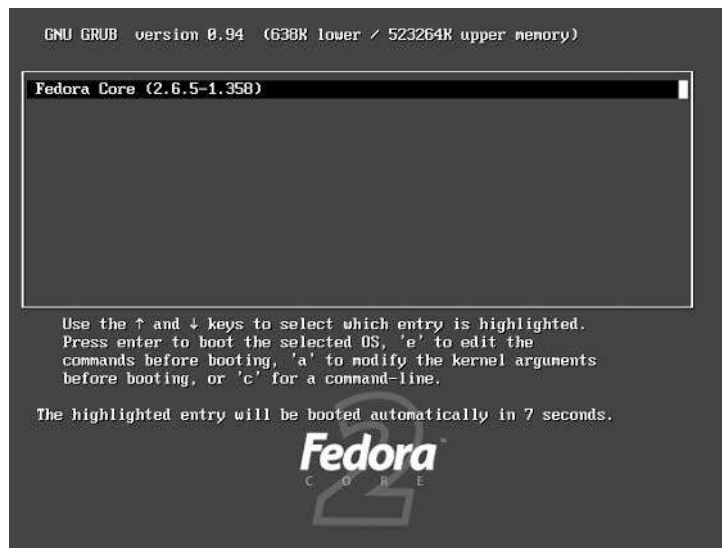 GNU GRUB  version 0.94  (638K lower / 523264K upper memory)
Fedora Core (2.6.5-1.358)
Use the ↑ and ↓ keys to select which entry is highlighted.
Press enter to boot the selected OS, 'e' to edit the
commands before booting, 'a' to modify the kernel arguments
before booting, or 'c' for a command-line.
The highlighted entry will be booted automatically in 7 seconds.
Fedora™
CORE
2